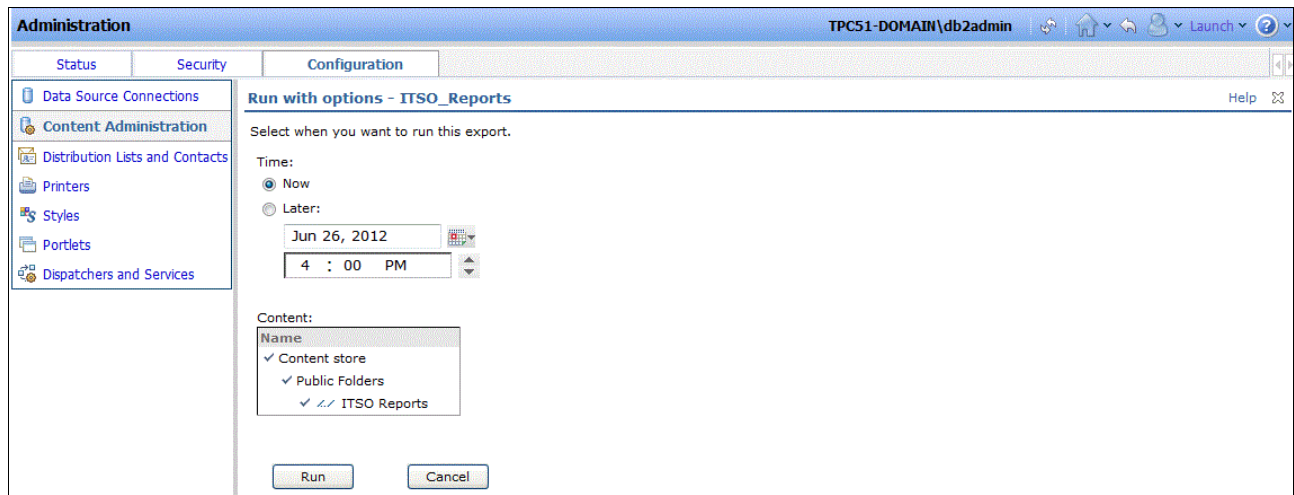 Administration TPC51-DOMAIN\db2admin Launch
Status Security Configuration
Data Source Connections
Run with options - ITSO_Reports Help
Content Administration
Select when you want to run this export.
Distribution Lists and Contacts
Time:
Printers
Now
Styles
Later:
Portlets
Jun 26, 2012
Dispatchers and Services
4 : 00 PM
Content:
Name
Content store
Public Folders
ITSO Reports
Run Cancel